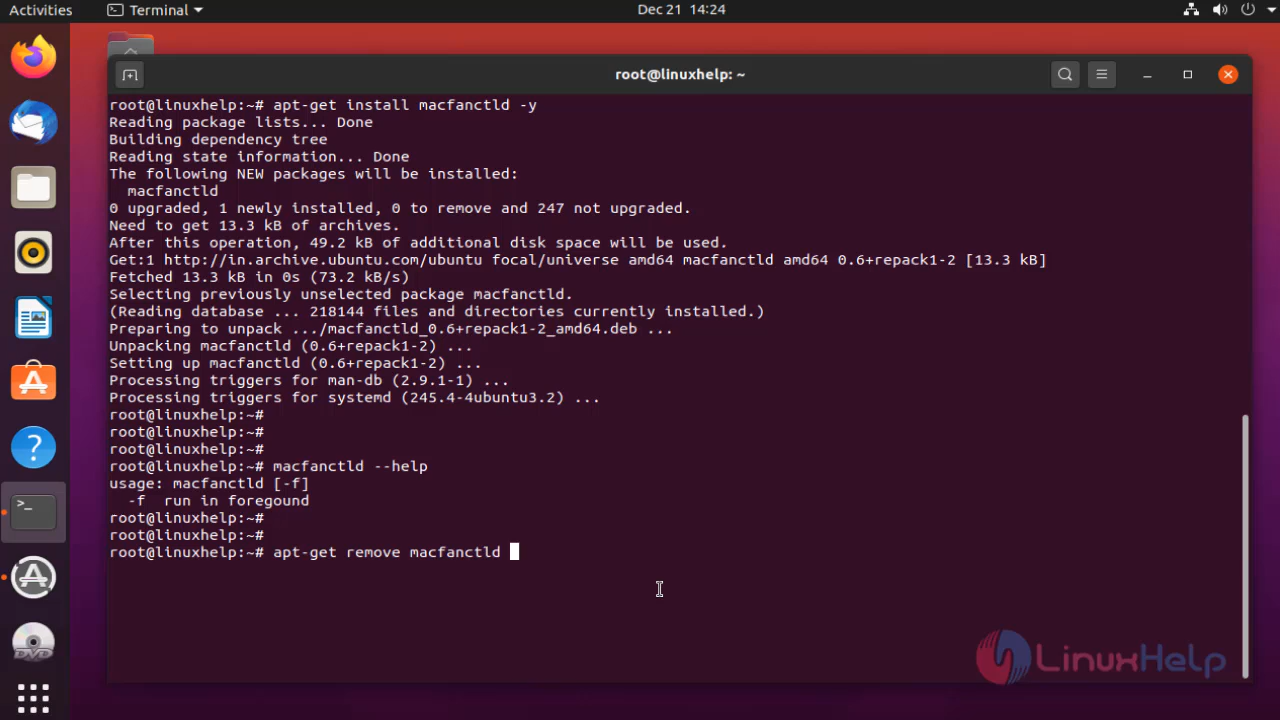 Activities
Terminal
Dec 21 14:24
root@linuxhelp: ~
root@linuxhelp:~# apt-get install macfanctld -y
Reading package lists... Done
Building dependency tree
Reading state information... Done
The following NEW packages will be installed:
  macfanctld
0 upgraded, 1 newly installed, 0 to remove and 247 not upgraded.
Need to get 13.3 kB of archives.
After this operation, 49.2 kB of additional disk space will be used.
Get:1 http://in.archive.ubuntu.com/ubuntu focal/universe amd64 macfanctld amd64 0.6+repack1-2 [13.3 kB]
Fetched 13.3 kB in 0s (73.2 kB/s)
Selecting previously unselected package macfanctld.
(Reading database ... 218144 files and directories currently installed.)
Preparing to unpack .../macfanctld_0.6+repack1-2_amd64.deb ...
Unpacking macfanctld (0.6+repack1-2) ...
Setting up macfanctld (0.6+repack1-2) ...
Processing triggers for man-db (2.9.1-1) ...
Processing triggers for systemd (245.4-4ubuntu3.2) ...
root@linuxhelp:~#
root@linuxhelp:~#
root@linuxhelp:~#
root@linuxhelp:~# macfanctld --help
usage: macfanctld [-f]
  -f  run in foregound
root@linuxhelp:~#
root@linuxhelp:~#
root@linuxhelp:~# apt-get remove macfanctld
DVD
LinuxHelp